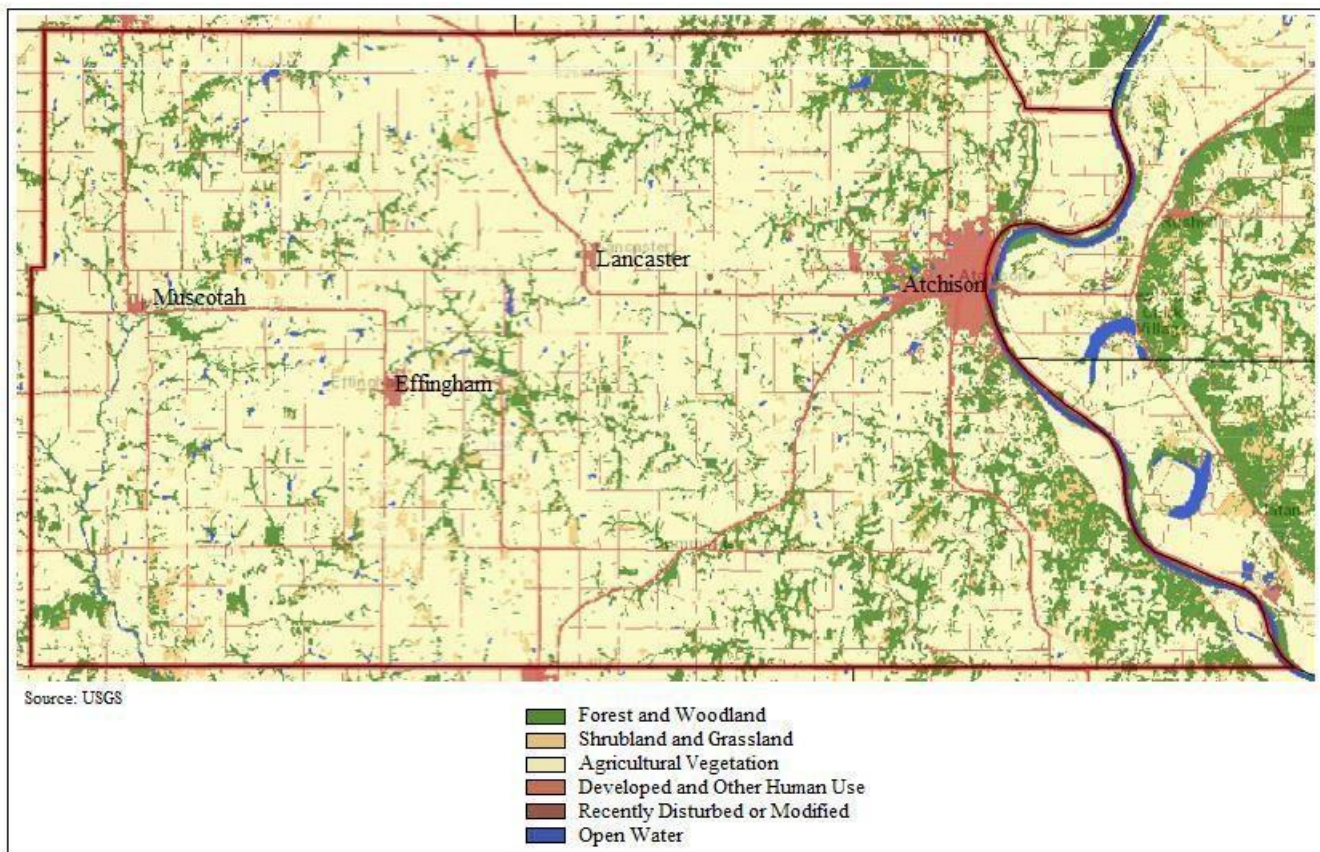 Lancaster
Atchison
Muscotah
Effingham
Source: USGS
Forest and Woodland
Shrubland and Grassland
Agricultural Vegetation
Developed and Other Human Use
Recently Disturbed or Modified
Open Water